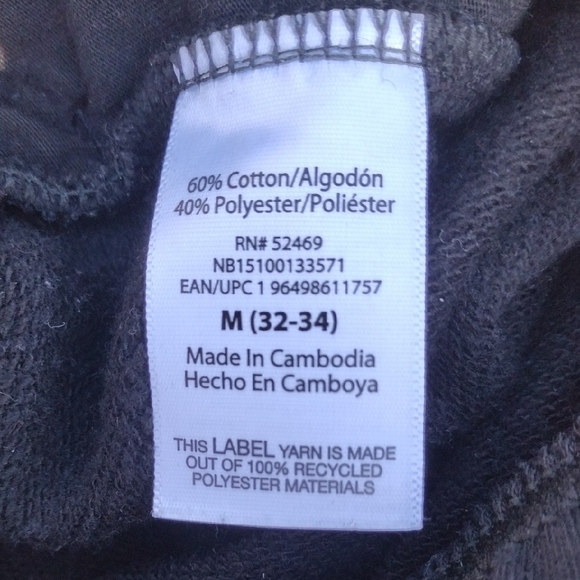 60% Cotton/Algodón
40% Polyester/Poliéster
RN# 52469
NB15100133571
EAN/UPC 1 96498611757
M (32-34)
Made In Cambodia
Hecho En Camboya
THIS LABEL YARN IS MADE
OUT OF 100% RECYCLED
POLYESTER MATERIALS